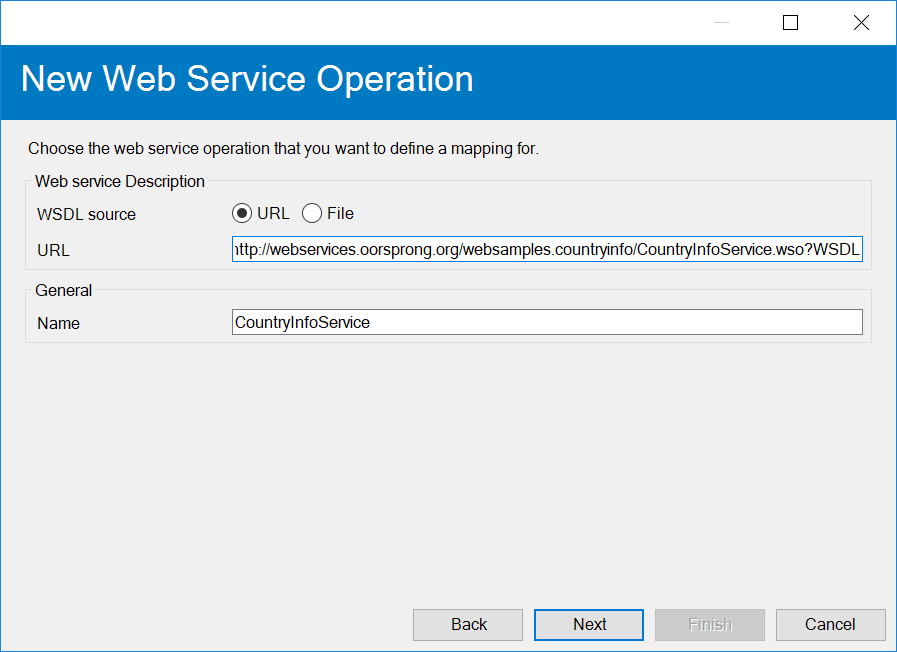 New Web Service Operation
Choose the web service operation that you want to define a mapping for.
Web service Description
WSDL source URL File
URL http://webservices.oorsprong.org/websamples.countryinfo/CountryInfoService.wso?WSDL
General
Name CountryInfoService
Back Next Finish Cancel